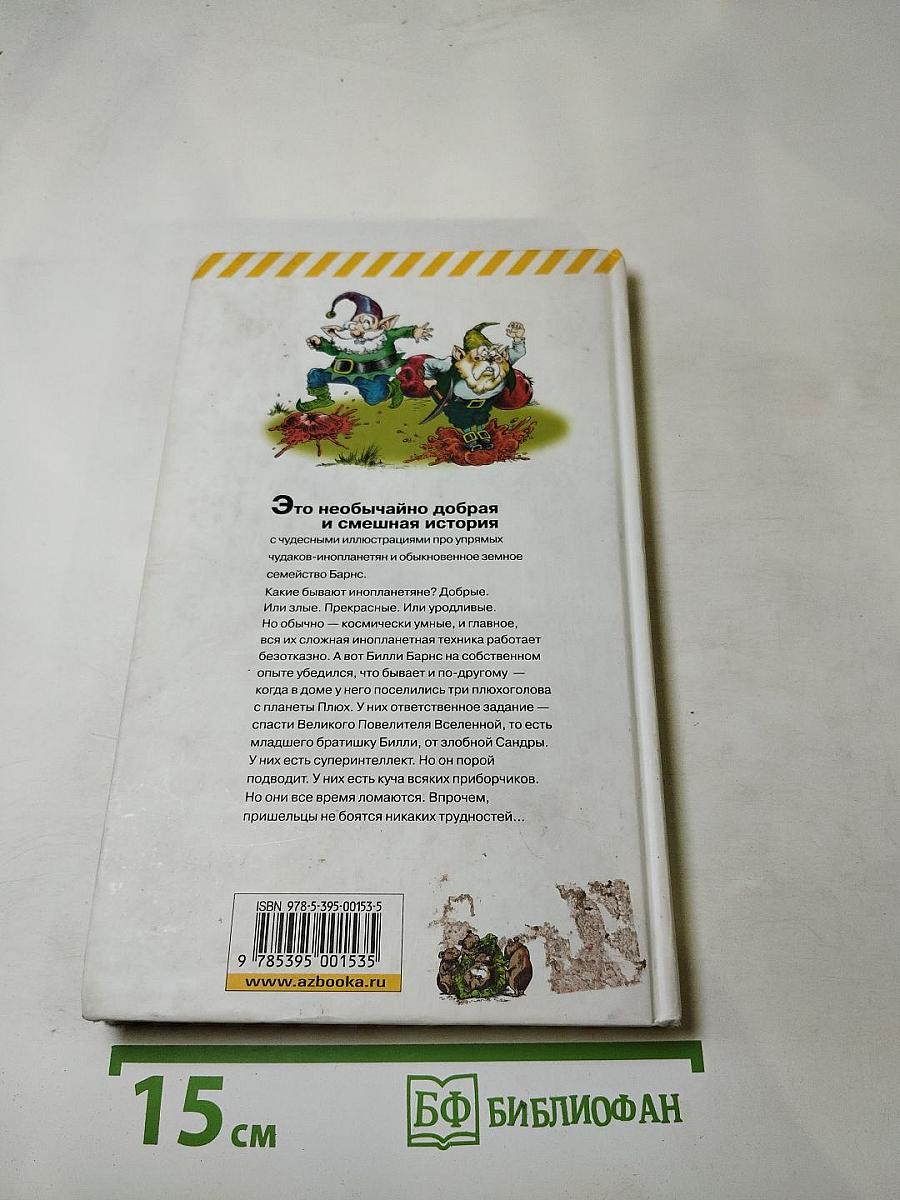 Это необычайно добрая
и смешная история
с чудесными иллюстрациями про упрямых
чудаков-инопланетян и обыкновенное земное
семейство Барнс.
Какие бывают инопланетяне? Добрые.
Или злые. Прекрасные. Или уродливые.
Но обычно — космически умные, и главное,
вся их сложная инопланетная техника работает
безотказно. А вот Билли Барнс на собственном
опыте убедился, что бывает и по-другому —
когда в доме у него поселились три плюхоголова
с планеты Плюх. У них ответственное задание —
спасти Великого Повелителя Вселенной, то есть
младшего братишку Билли, от злобной Сандры.
У них есть суперинтеллект. Но он порой
подводит. У них есть куча всяких приборчиков.
Но они все время ломаются. Впрочем,
пришельцы не боятся никаких трудностей...
ISBN 978-5-395-00153-5
9 785395 001535
www.azbooka.ru
15 см
БФ БИБЛИОФАН